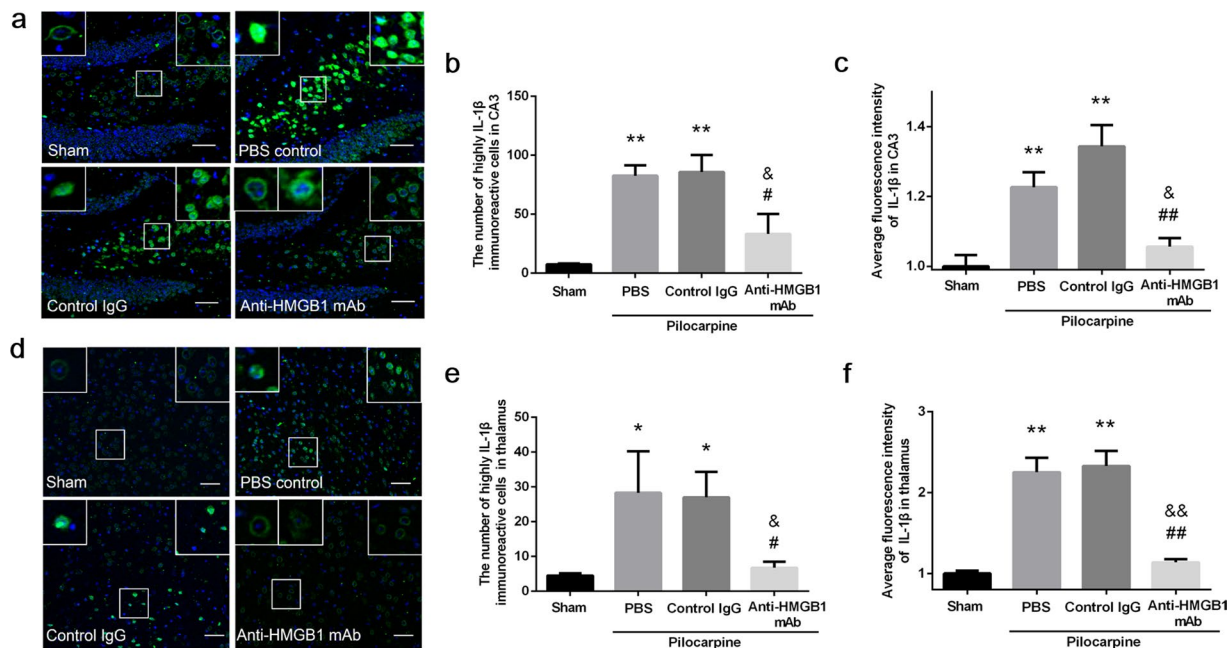 a
Sham
PBS control
Control IgG
Anti-HMGB1 mAb
b
The number of highly IL-1β
immunoreactive cells in CA3
150
100
50
0
**
**
&
#
Sham
PBS
Control IgG
Anti-HMGB1
mAb
Pilocarpine
c
Average fluorescence intensity
of IL-1β in CA3
1.4
1.2
1.0
**
**
&
##
Sham
PBS
Control IgG
Anti-HMGB1
mAb
Pilocarpine
d
Sham
PBS control
Control IgG
Anti-HMGB1 mAb
e
The number of highly IL-1β
immunoreactive cells in thalamus
50
40
30
20
10
0
*
*
&
#
Sham
PBS
Control IgG
Anti-HMGB1
mAb
Pilocarpine
f
Average fluorescence intensity
of IL-1β in thalamus
3
2
1
**
**
&&
##
Sham
PBS
Control IgG
Anti-HMGB1
mAb
Pilocarpine